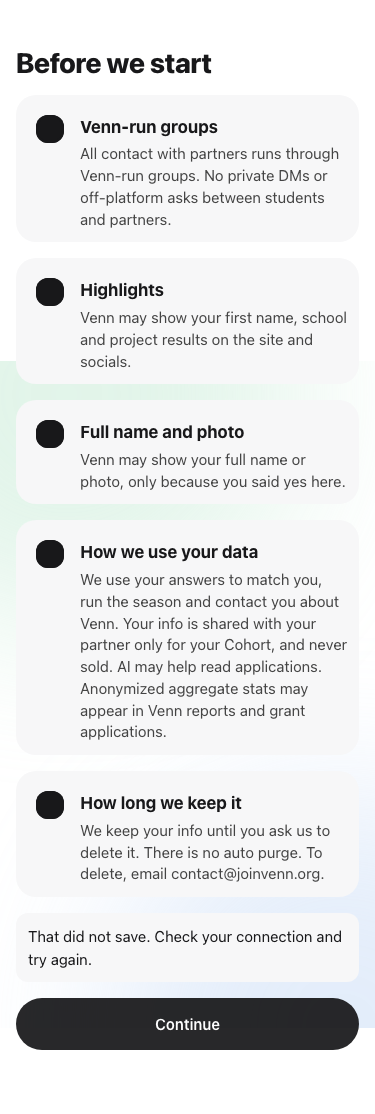 Before we start
Venn-run groups
All contact with partners runs through
Venn-run groups. No private DMs or
off-platform asks between students
and partners.
Highlights
Venn may show your first name, school
and project results on the site and
socials.
Full name and photo
Venn may show your full name or
photo, only because you said yes here.
How we use your data
We use your answers to match you,
run the season and contact you about
Venn. Your info is shared with your
partner only for your Cohort, and never
sold. AI may help read applications.
Anonymized aggregate stats may
appear in Venn reports and grant
applications.
How long we keep it
We keep your info until you ask us to
delete it. There is no auto purge. To
delete, email contact@joinvenn.org.
That did not save. Check your connection and
try again.
Continue